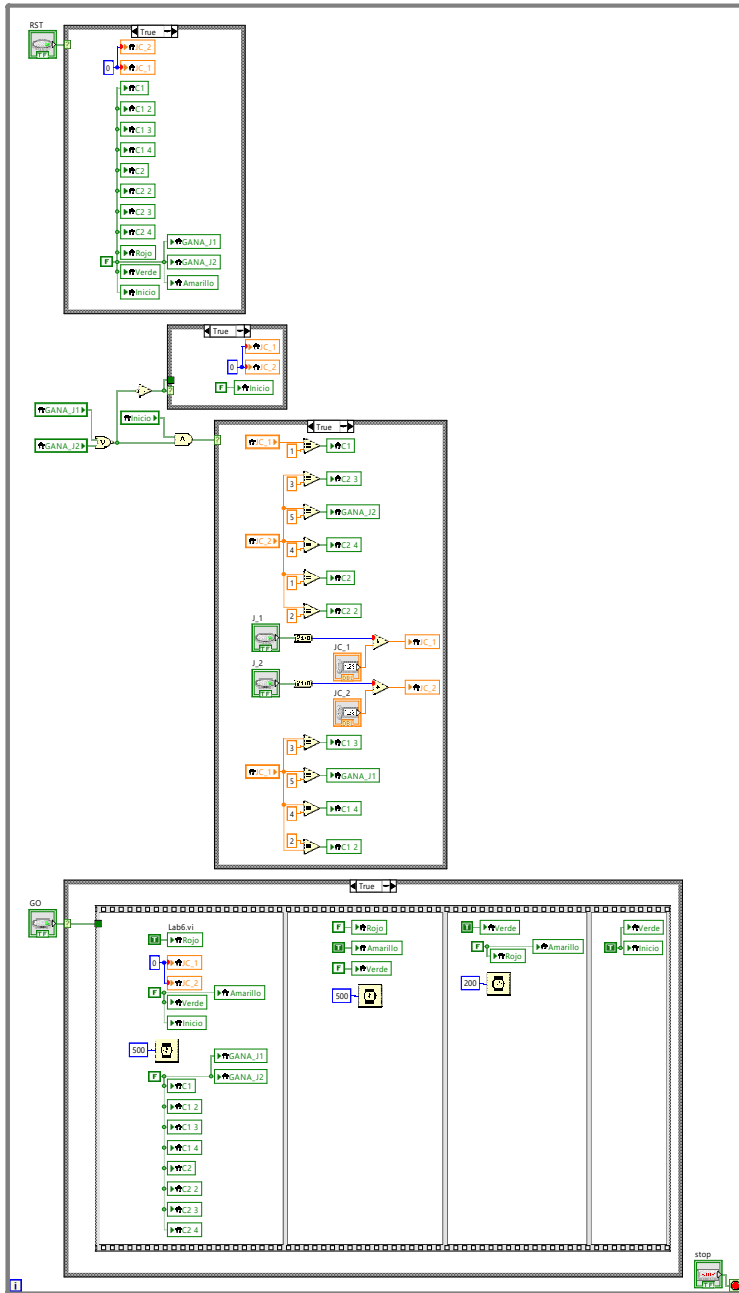 RST
True
JC_2
0
JC_1
C1
C1 2
C1 3
C1 4
C2
C2 2
C2 3
C2 4
GANA_J1
Rojo
F
GANA_J2
Verde
Amarillo
Inicio
True
JC_1
0
JC_2
F
Inicio
GANA_J1
Inicio
GANA_J2
True
JC_1
1
C1
3
C2 3
5
GANA_J2
JC_2
4
C2 4
1
C2
2
C2 2
J_1
TF
JC_1
JC_1
J_2
TF
JC_2
JC_2
3
C1 3
JC_1
5
GANA_J1
4
C1 4
2
C1 2
True
GO
TF
Lab6.vi
T
Rojo
0
JC_1
JC_2
F
Amarillo
Verde
Inicio
500
GANA_J1
F
GANA_J2
C1
C1 2
C1 3
C1 4
C2
C2 2
C2 3
C2 4
F
Rojo
T
Amarillo
F
Verde
500
T
Verde
F
Amarillo
Rojo
200
Verde
T
Inicio
stop
TF
i